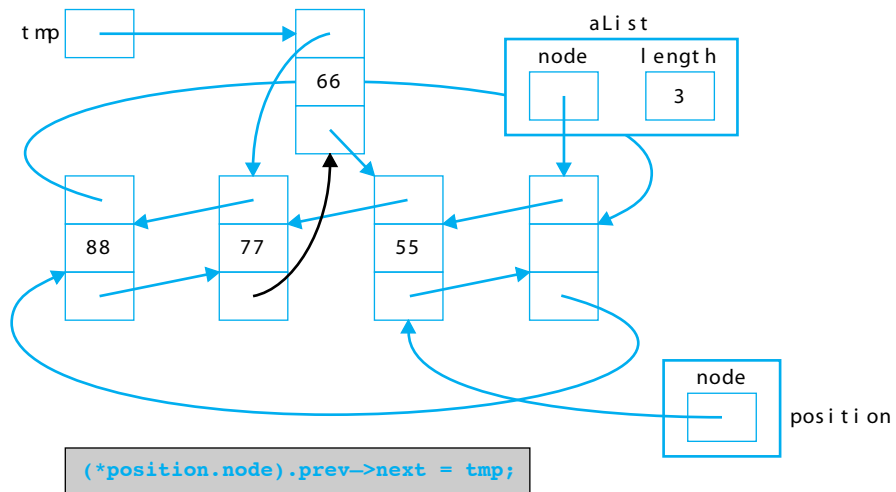 tmp
aList
node
length
66
3
88
77
55
node
position
(*position.node).prev—>next = tmp;